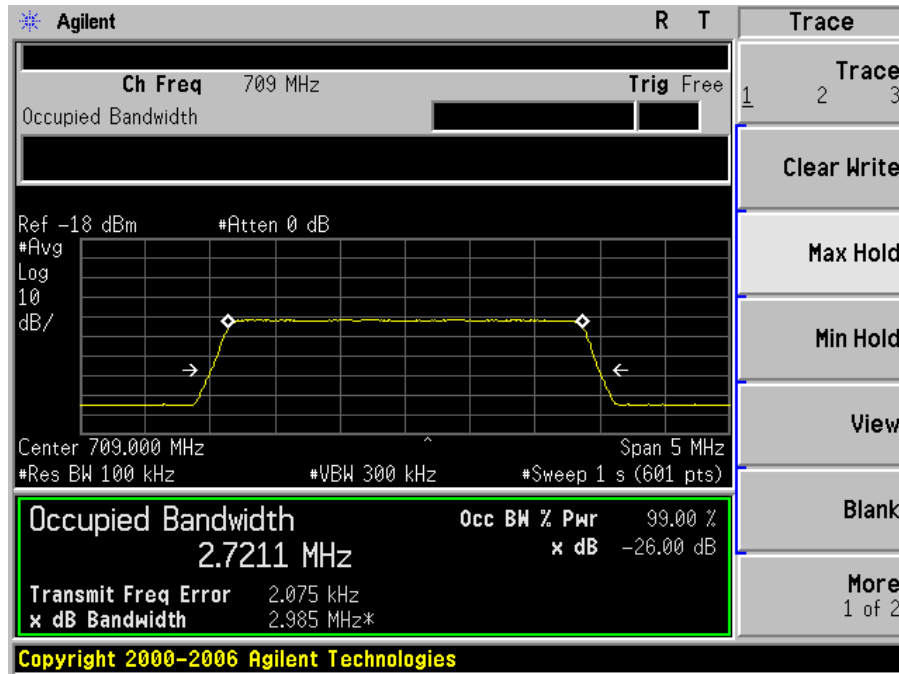 Agilent R T Trace
Ch Freq 709 MHz Trig Free
Occupied Bandwidth
Trace
1 2 3
Clear Write
Max Hold
Min Hold
View
Blank
More
1 of 2
Ref -18 dBm #Atten 0 dB
#Avg
Log
10
dB/
Center 709.000 MHz ^ Span 5 MHz
#Res BW 100 kHz #VBW 300 kHz #Sweep 1 s (601 pts)
Occupied Bandwidth
2.7211 MHz
Occ BW % Pwr 99.00 %
x dB -26.00 dB
Transmit Freq Error 2.075 kHz
x dB Bandwidth 2.985 MHz*
Copyright 2000-2006 Agilent Technologies